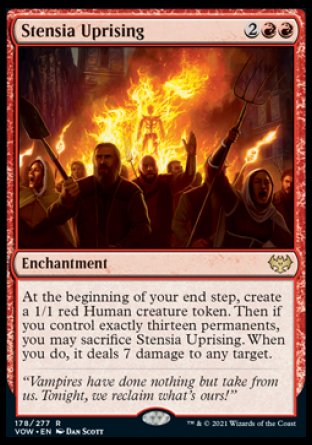 Stensia Uprising 2
Enchantment
At the beginning of your end step, create
a 1/1 red Human creature token. Then if
you control exactly thirteen permanents,
you may sacrifice Stensia Uprising. When
you do, it deals 7 damage to any target.
“Vampires have done nothing but take from
us. Tonight, we reclaim what’s ours!”
178/277 R
VOW • EN Dan Scott
™ & © 2021 Wizards of the Coast